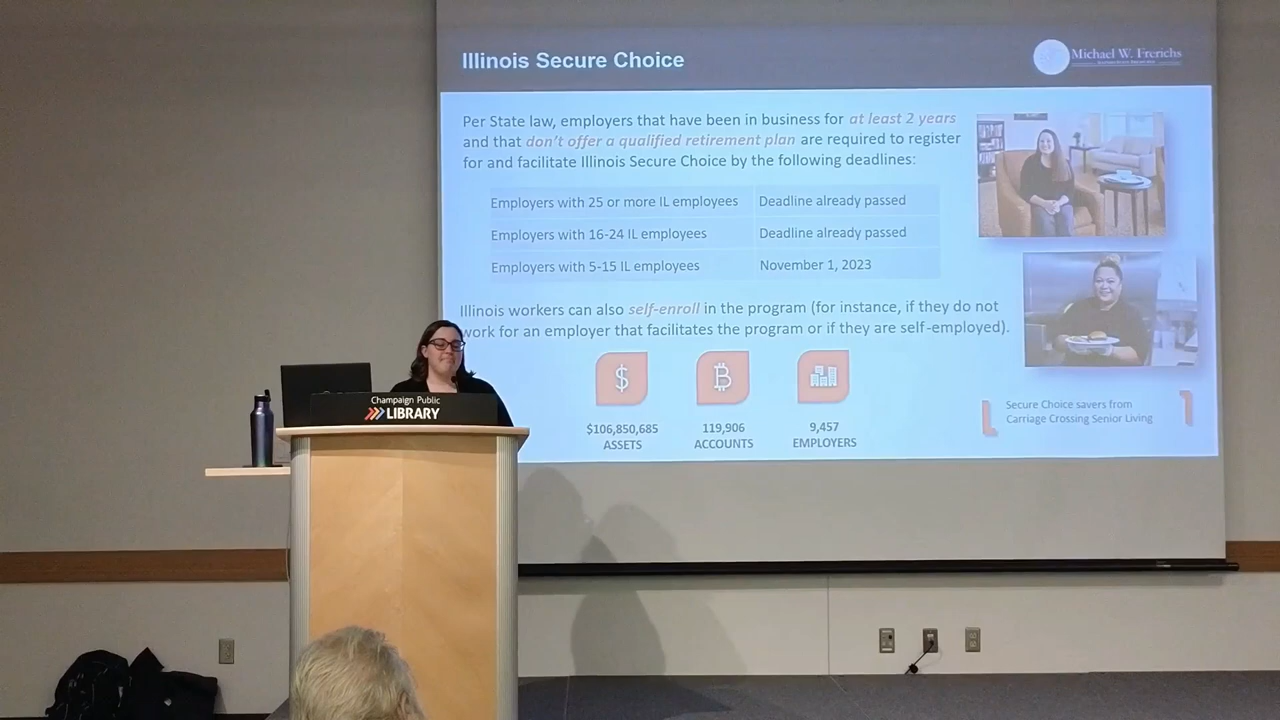 Illinois Secure Choice
Michael W. Frerichs
Per State law, employers that have been in business for at least 2 years
and that don't offer a qualified retirement plan are required to register
for and facilitate Illinois Secure Choice by the following deadlines:
Employers with 25 or more IL employees Deadline already passed
Employers with 16-24 IL employees Deadline already passed
Employers with 5-15 IL employees November 1, 2023
Illinois workers can also self-enroll in the program (for instance, if they do not
work for an employer that facilitates the program or if they are self-employed).
$106,850,685
ASSETS
119,906
ACCOUNTS
9,457
EMPLOYERS
Secure Choice savers from
Carriage Crossing Senior Living
Champaign Public
LIBRARY